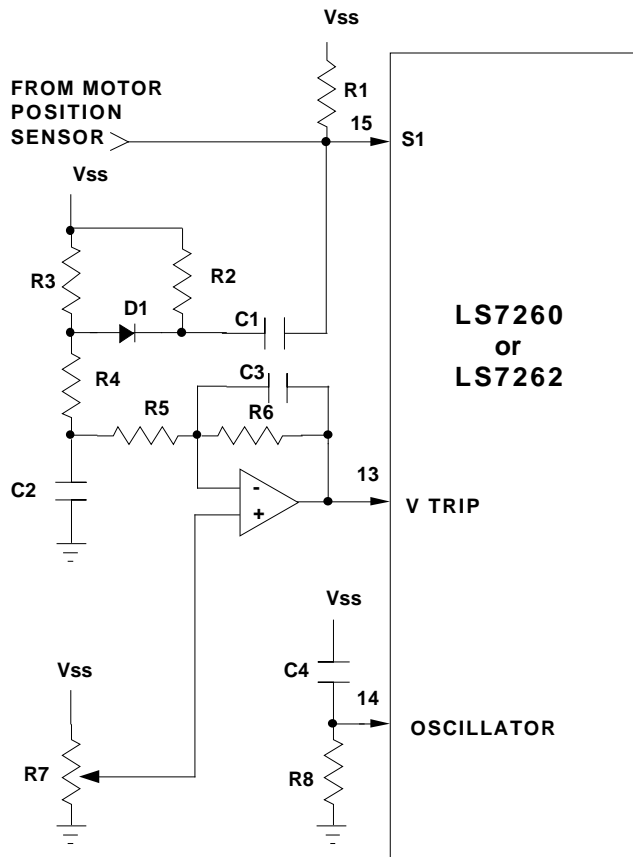 Vss
R1
FROM MOTOR
POSITION
SENSOR
15
S1
Vss
R3
R2
D1
C1
LS7260
or
LS7262
R4
C3
R5
R6
C2
-
+
13
V TRIP
Vss
C4
14
OSCILLATOR
Vss
R7
R8